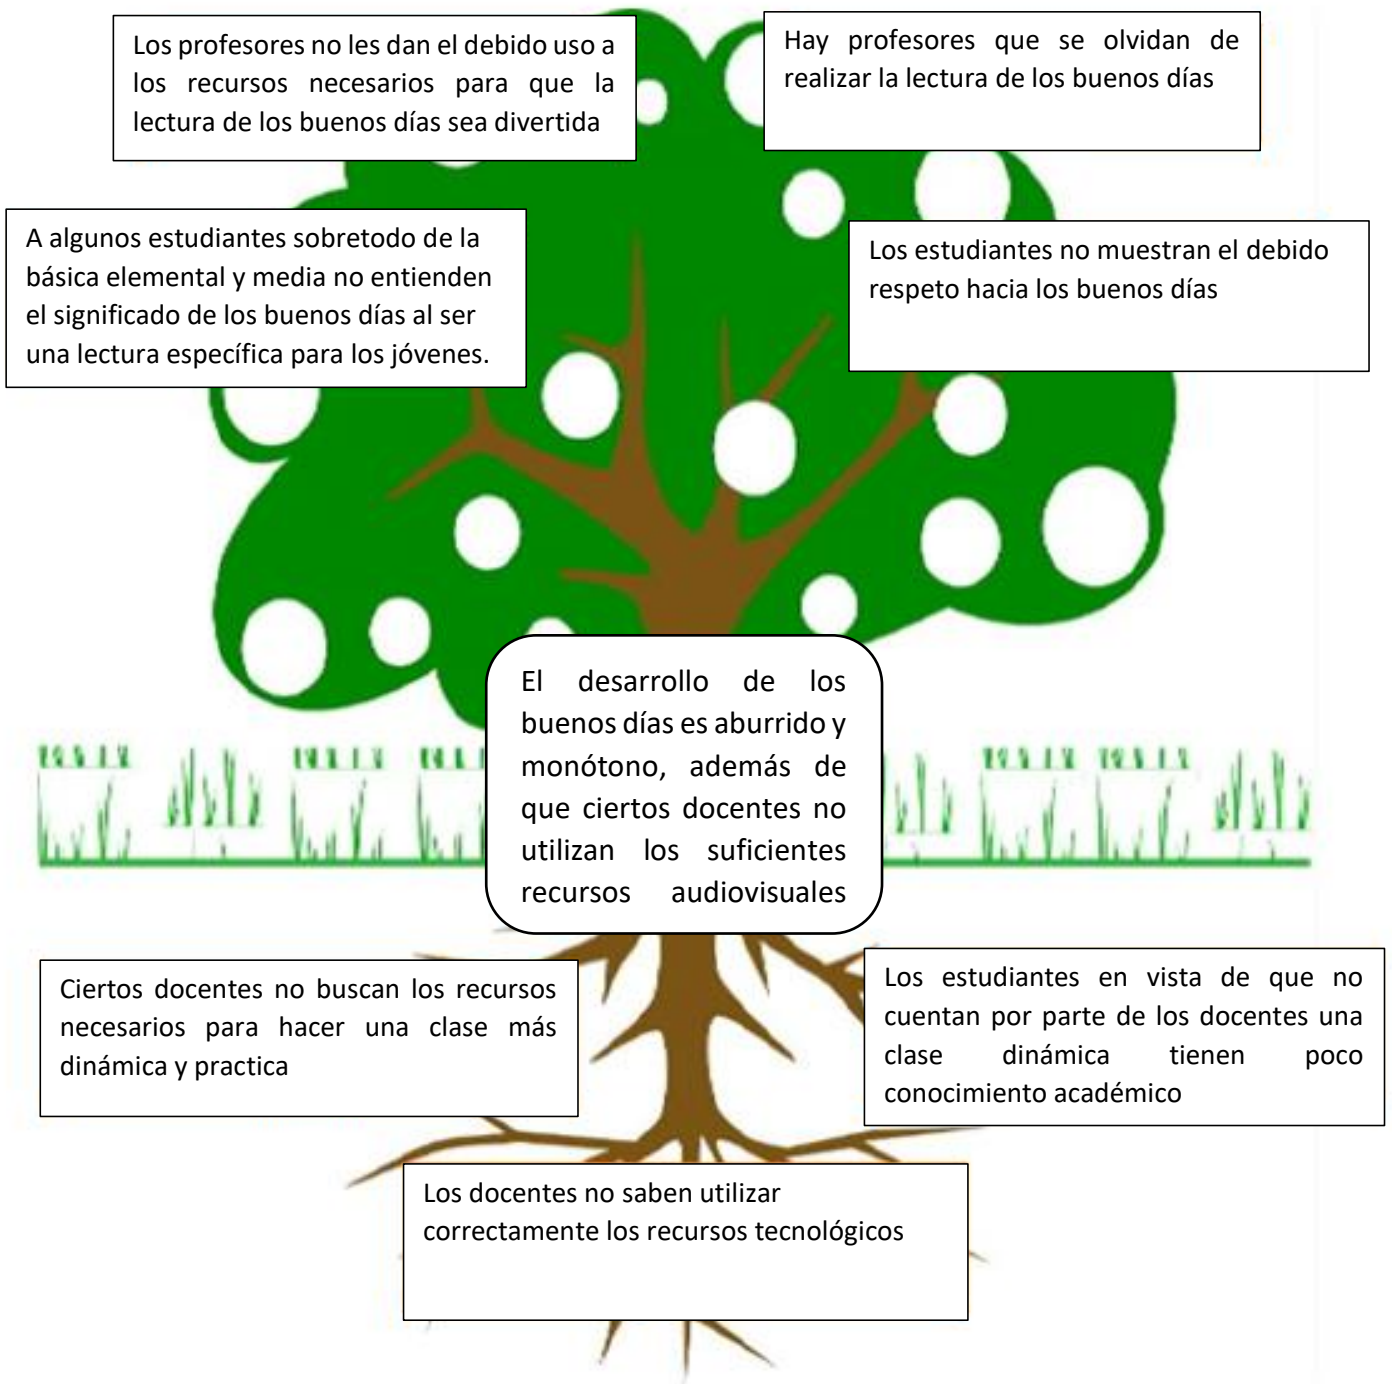 Los profesores no les dan el debido uso a
los recursos necesarios para que la
lectura de los buenos días sea divertida
Hay profesores que se olvidan de
realizar la lectura de los buenos días
A algunos estudiantes sobretodo de la
básica elemental y media no entienden
el significado de los buenos días al ser
una lectura específica para los jóvenes.
Los estudiantes no muestran el debido
respeto hacia los buenos días
El desarrollo de los
buenos días es aburrido y
monótono, además de
que ciertos docentes no
utilizan los suficientes
recursos audiovisuales
Ciertos docentes no buscan los recursos
necesarios para hacer una clase más
dinámica y practica
Los estudiantes en vista de que no
cuentan por parte de los docentes una
clase dinámica tienen poco
conocimiento académico
Los docentes no saben utilizar
correctamente los recursos tecnológicos